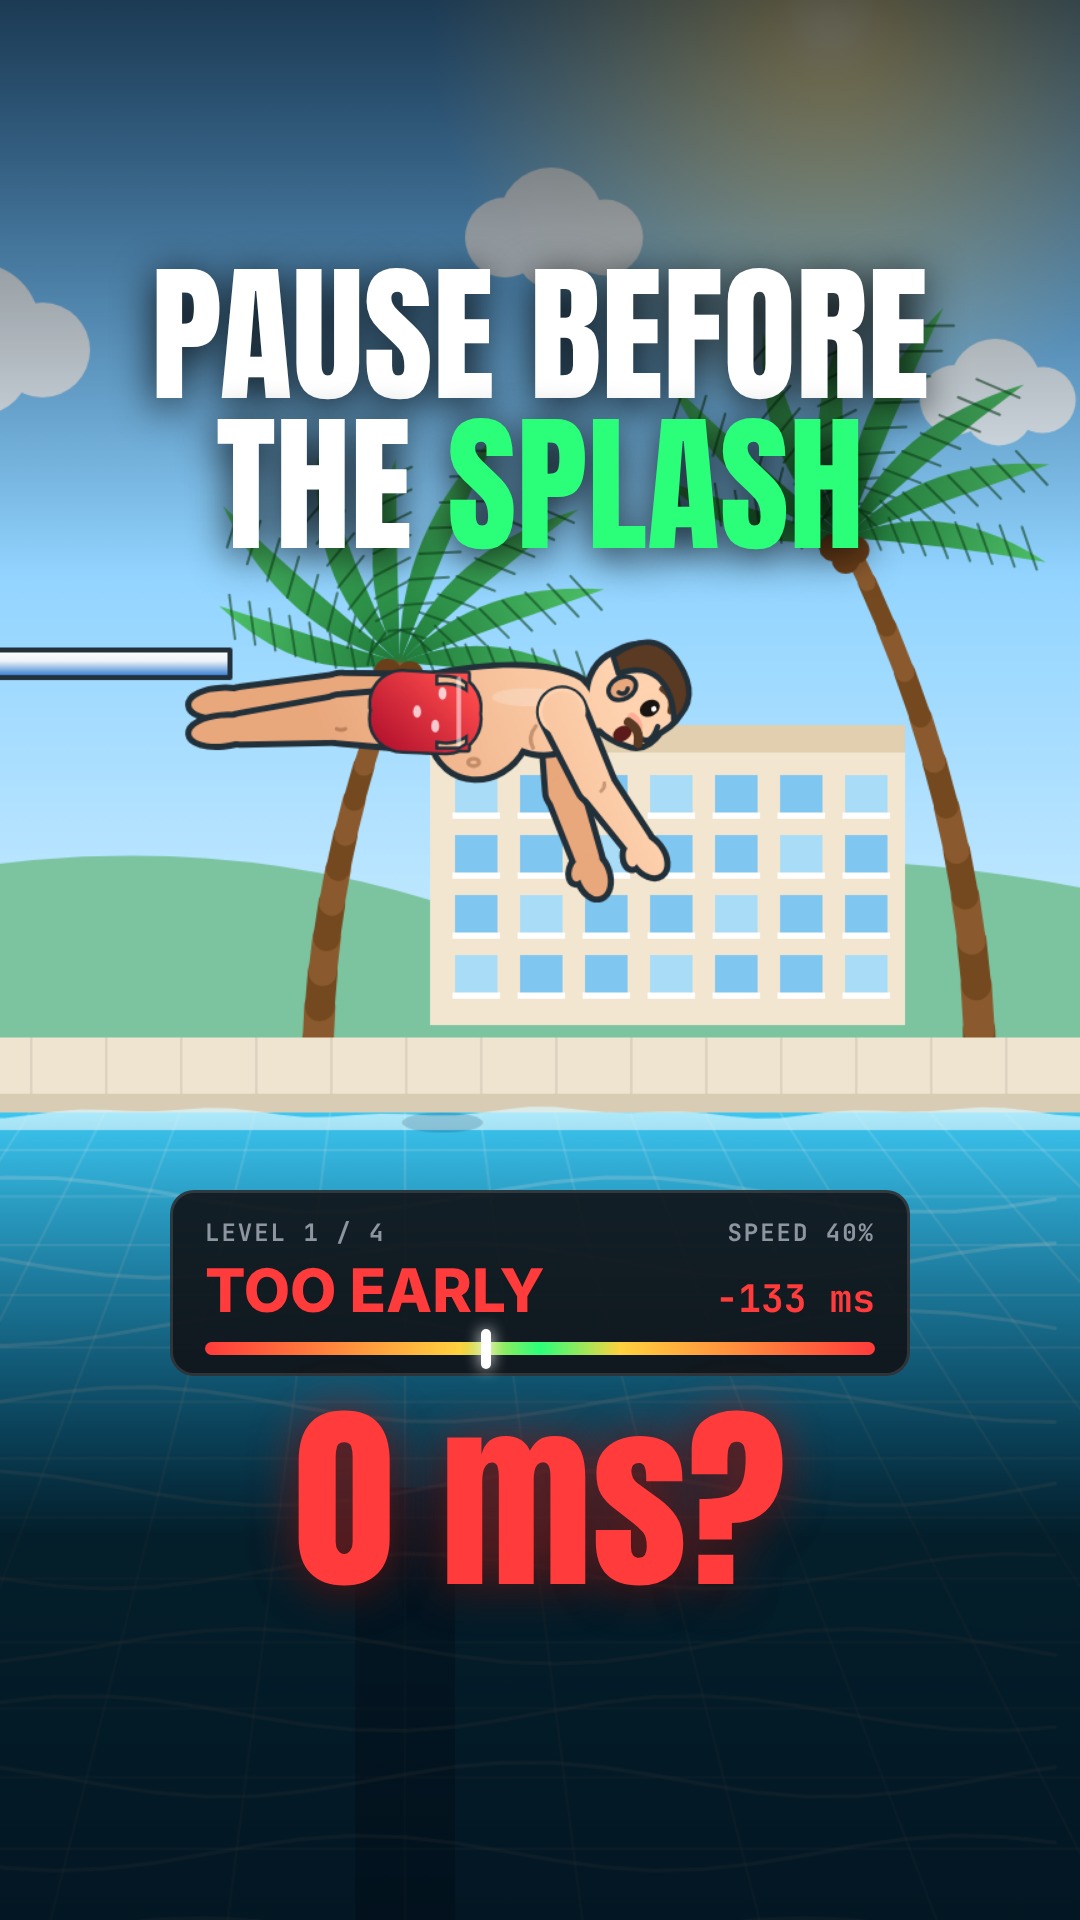 PAUSE BEFORE
THE SPLASH
LEVEL 1 / 4
SPEED 40%
TOO EARLY
-133 ms
0 ms?